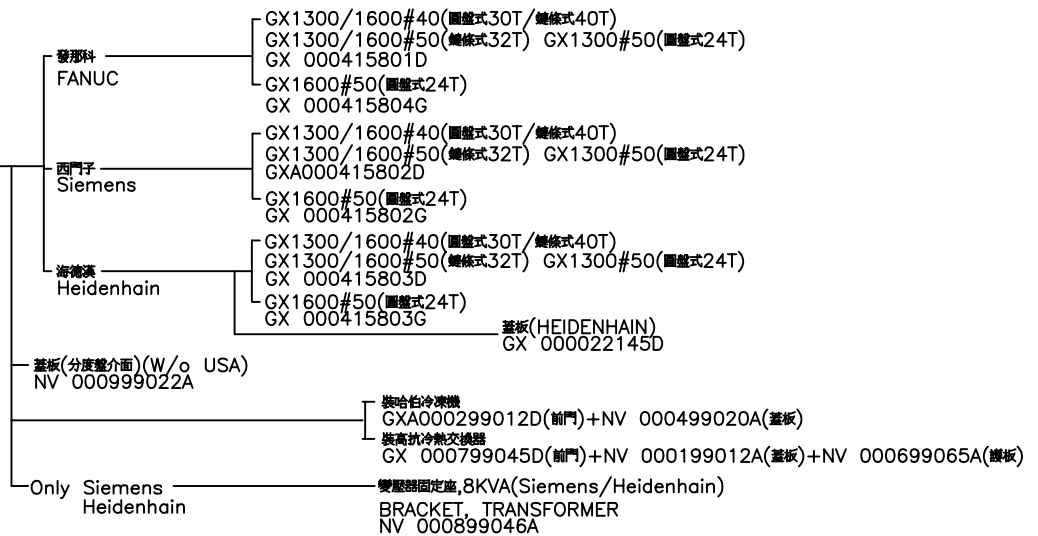 GX1300/1600#40(圓盤式30T/鏈條式40T)
GX1300/1600#50(鏈條式32T) GX1300#50(圓盤式24T)
發那科
GX 000415801D
FANUC
GX1600#50(圓盤式24T)
GX 000415804G
GX1300/1600#40(圓盤式30T/鏈條式40T)
GX1300/1600#50(鏈條式32T) GX1300#50(圓盤式24T)
西門子
GXA000415802D
Siemens
GX1600#50(圓盤式24T)
GX 000415802G
GX1300/1600#40(圓盤式30T/鏈條式40T)
GX1300/1600#50(鏈條式32T) GX1300#50(圓盤式24T)
海德漢
GX 000415803D
Heidenhain
GX1600#50(圓盤式24T)
GX 000415803G
蓋板(HEIDENHAIN)
GX 000022145D
蓋板(分度盤介面)(W/o USA)
NV 000999022A
裝哈伯冷凍機
GXA000299012D(前門)+NV 000499020A(蓋板)
裝高抗冷熱交換器
GX 000799045D(前門)+NV 000199012A(蓋板)+NV 000699065A(護板)
Only Siemens
Heidenhain
變壓器固定座,8KVA(Siemens/Heidenhain)
BRACKET, TRANSFORMER
NV 000899046A